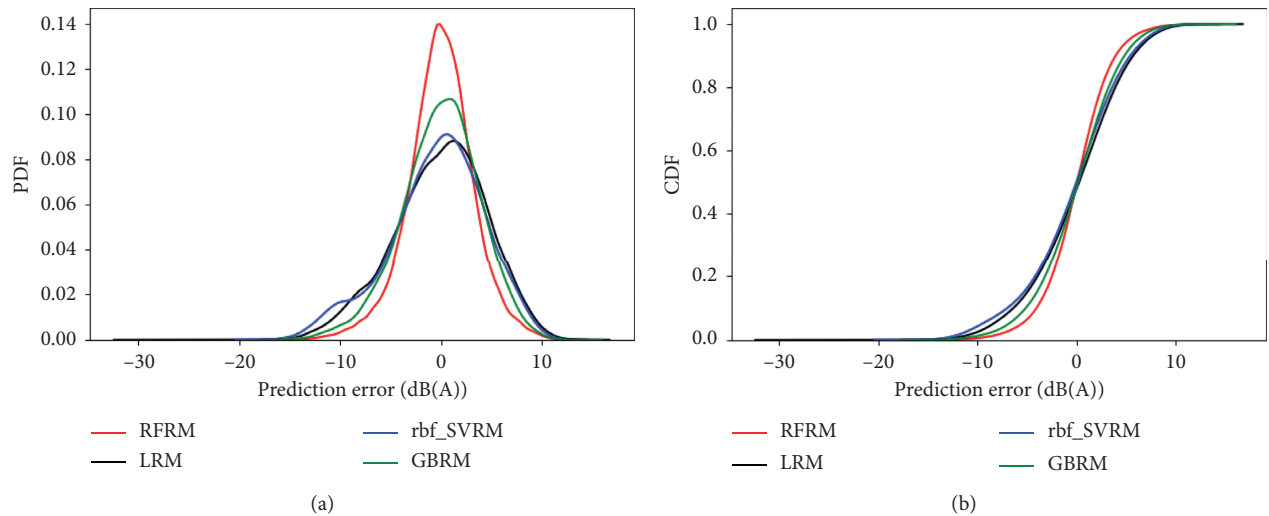 0.14
0.12
0.10
0.08
0.06
0.04
0.02
0.00
PDF
–30
–20
–10
0
10
Prediction error (dB(A))
RFRM
LRM
rbf_SVRM
GBRM
(a)
1.0
0.8
0.6
0.4
0.2
0.0
CDF
–30
–20
–10
0
10
Prediction error (dB(A))
RFRM
LRM
rbf_SVRM
GBRM
(b)